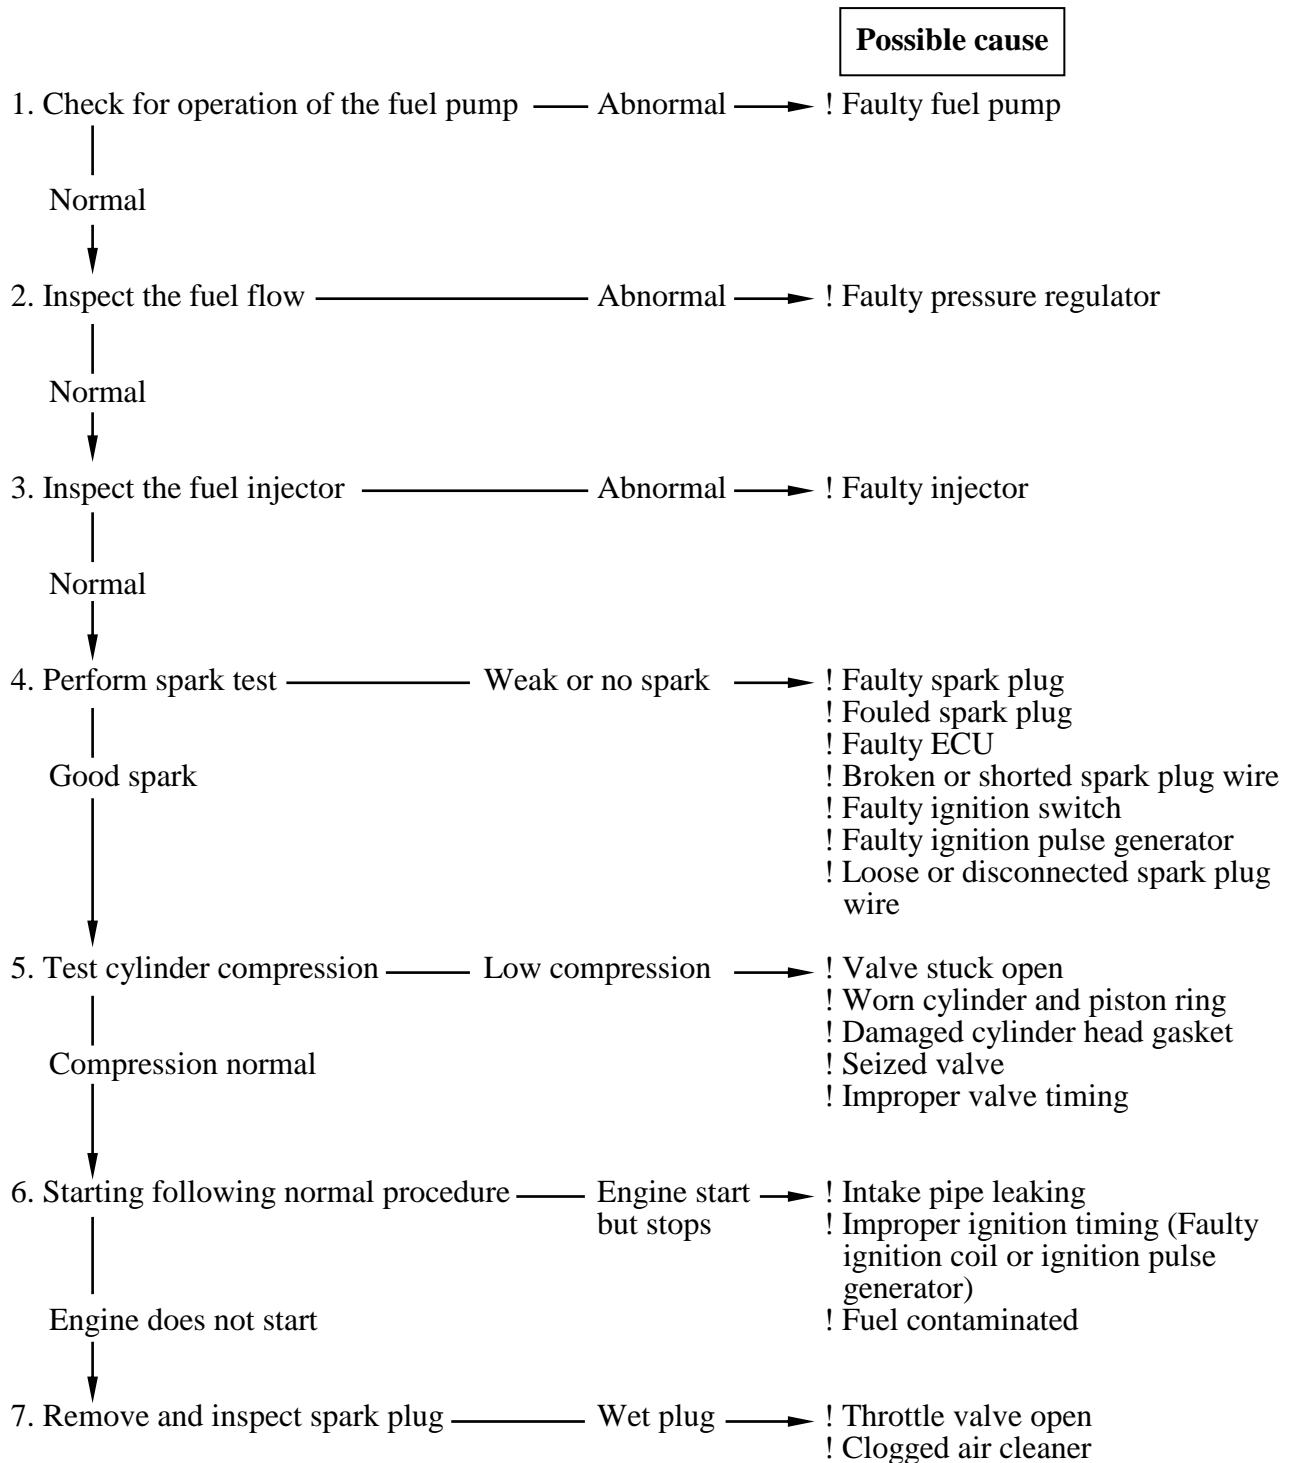 Possible cause
1. Check for operation of the fuel pump Abnormal ! Faulty fuel pump
Normal
2. Inspect the fuel flow Abnormal ! Faulty pressure regulator
Normal
3. Inspect the fuel injector Abnormal ! Faulty injector
Normal
4. Perform spark test Weak or no spark ! Faulty spark plug
! Fouled spark plug
! Faulty ECU
Good spark ! Broken or shorted spark plug wire
! Faulty ignition switch
! Faulty ignition pulse generator
! Loose or disconnected spark plug
wire
5. Test cylinder compression Low compression ! Valve stuck open
! Worn cylinder and piston ring
! Damaged cylinder head gasket
Compression normal ! Seized valve
! Improper valve timing
6. Starting following normal procedure Engine start ! Intake pipe leaking
but stops ! Improper ignition timing (Faulty
ignition coil or ignition pulse
generator)
Engine does not start ! Fuel contaminated
7. Remove and inspect spark plug Wet plug ! Throttle valve open
! Clogged air cleaner